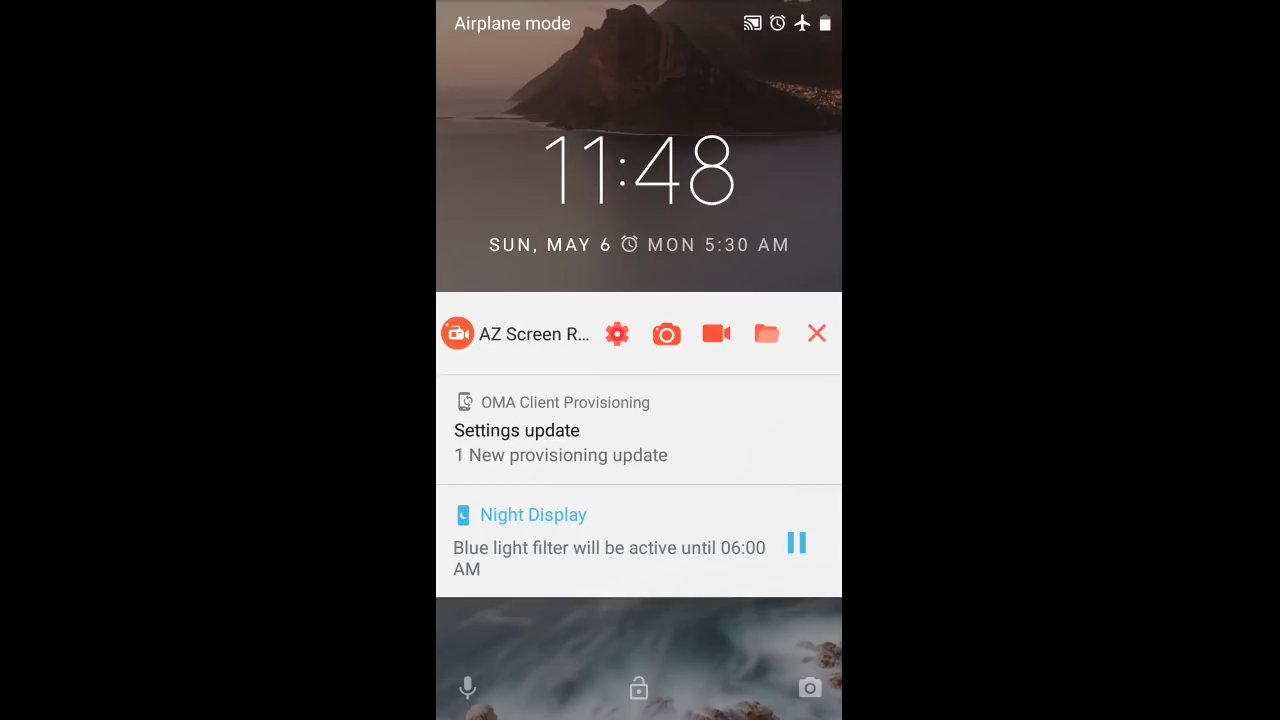 Airplane mode
11:48
SUN, MAY 6 MON 5:30 AM
AZ Screen R...
OMA Client Provisioning
Settings update
1 New provisioning update
Night Display
Blue light filter will be active until 06:00
AM